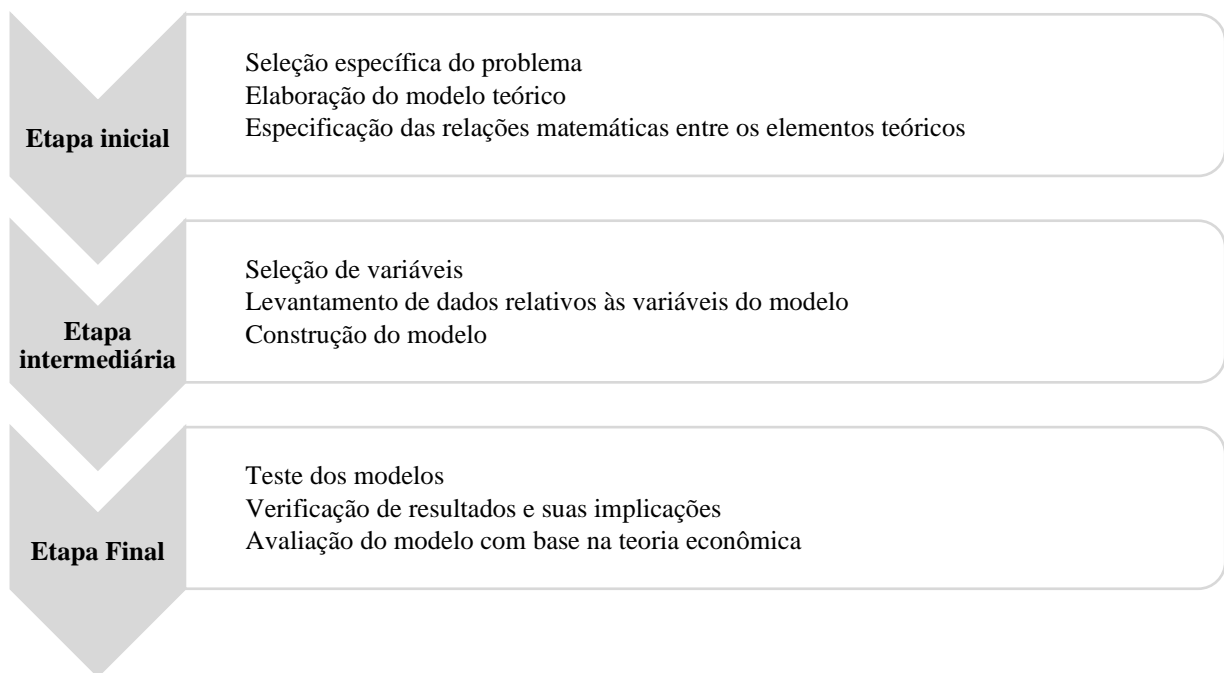 Etapa inicial
Seleção específica do problema
Elaboração do modelo teórico
Especificação das relações matemáticas entre os elementos teóricos
Etapa
intermediária
Seleção de variáveis
Levantamento de dados relativos às variáveis do modelo
Construção do modelo
Etapa Final
Teste dos modelos
Verificação de resultados e suas implicações
Avaliação do modelo com base na teoria econômica